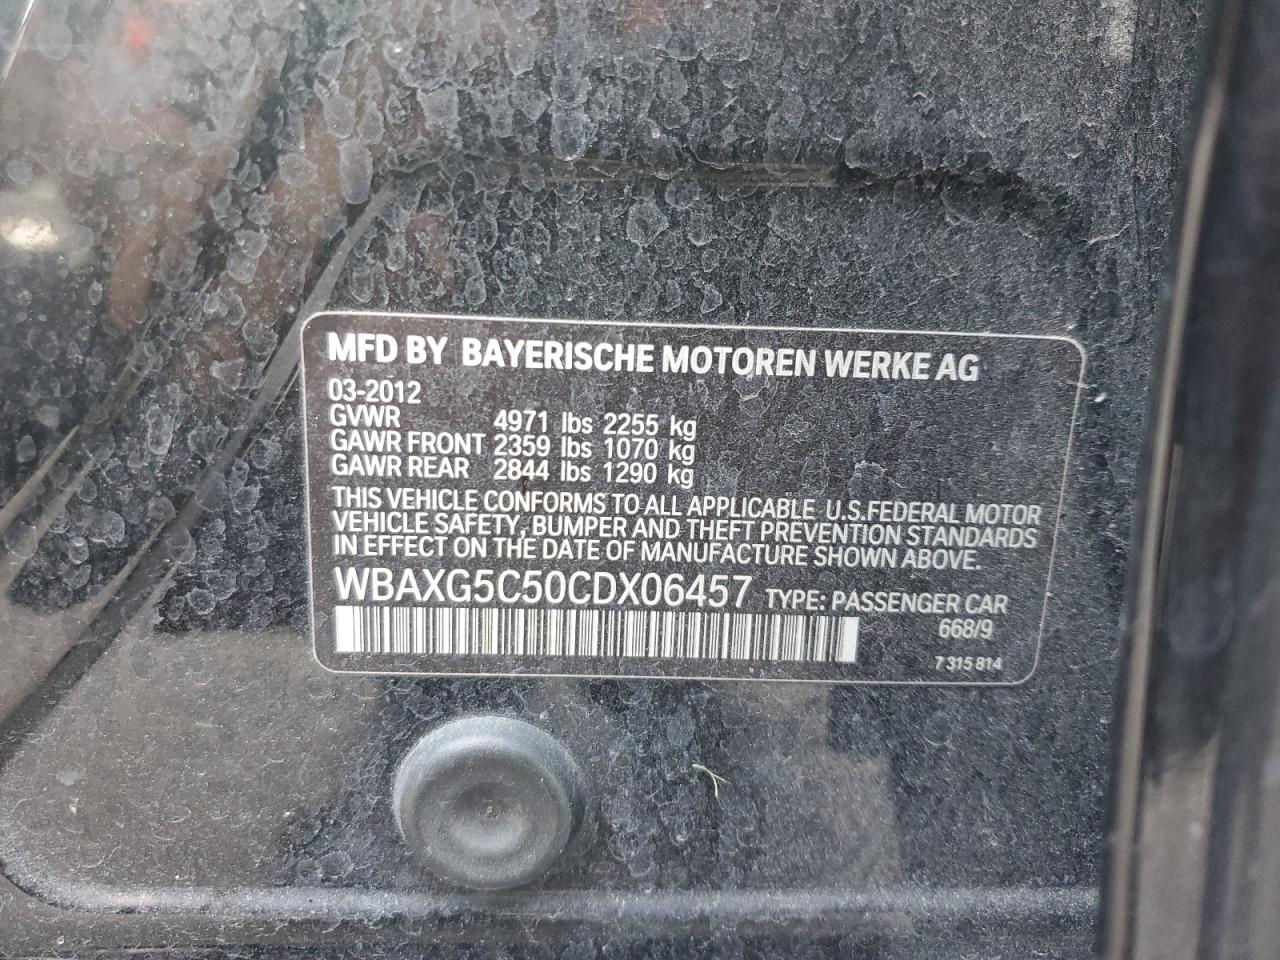 MFD BY BAYERISCHE MOTOREN WERKE AG
03-2012
GVWR 4971 lbs 2255 kg
GAWR FRONT 2359 lbs 1070 kg
GAWR REAR 2844 lbs 1290 kg
THIS VEHICLE CONFORMS TO ALL APPLICABLE U.S.FEDERAL MOTOR
VEHICLE SAFETY, BUMPER AND THEFT PREVENTION STANDARDS
IN EFFECT ON THE DATE OF MANUFACTURE SHOWN ABOVE.
WBAXG5C50CDX06457 TYPE: PASSENGER CAR
668/9
7 315 814